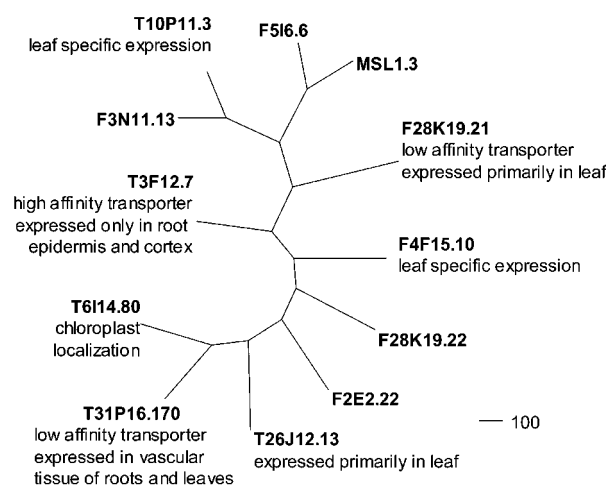 T10P11.3
leaf specific expression
F5I6.6
MSL1.3
F3N11.13
F28K19.21
low affinity transporter
expressed primarily in leaf
T3F12.7
high affinity transporter
expressed only in root
epidermis and cortex
F4F15.10
leaf specific expression
T6I14.80
chloroplast
localization
F28K19.22
F2E2.22
T31P16.170
low affinity transporter
expressed in vascular
tissue of roots and leaves
T26J12.13
expressed primarily in leaf
100